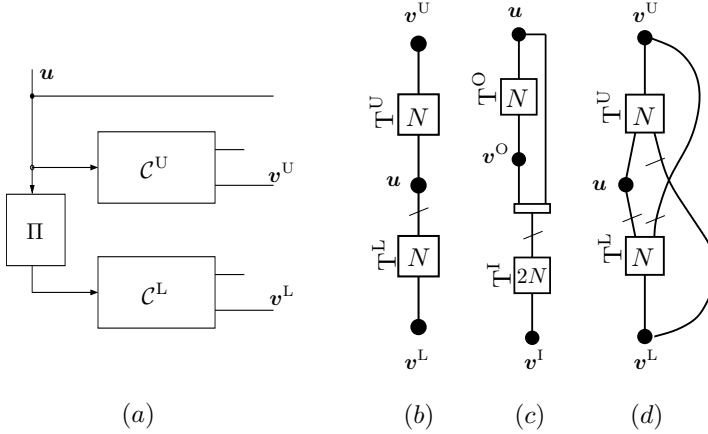 u
C^U
v^U
Π
C^L
v^L
(a)
v^U
T^U
N
u
T^L
N
v^L
(b)
u
T^O
N
v^O
T^I
2N
v^I
(c)
v^U
T^U
N
u
T^L
N
v^L
(d)